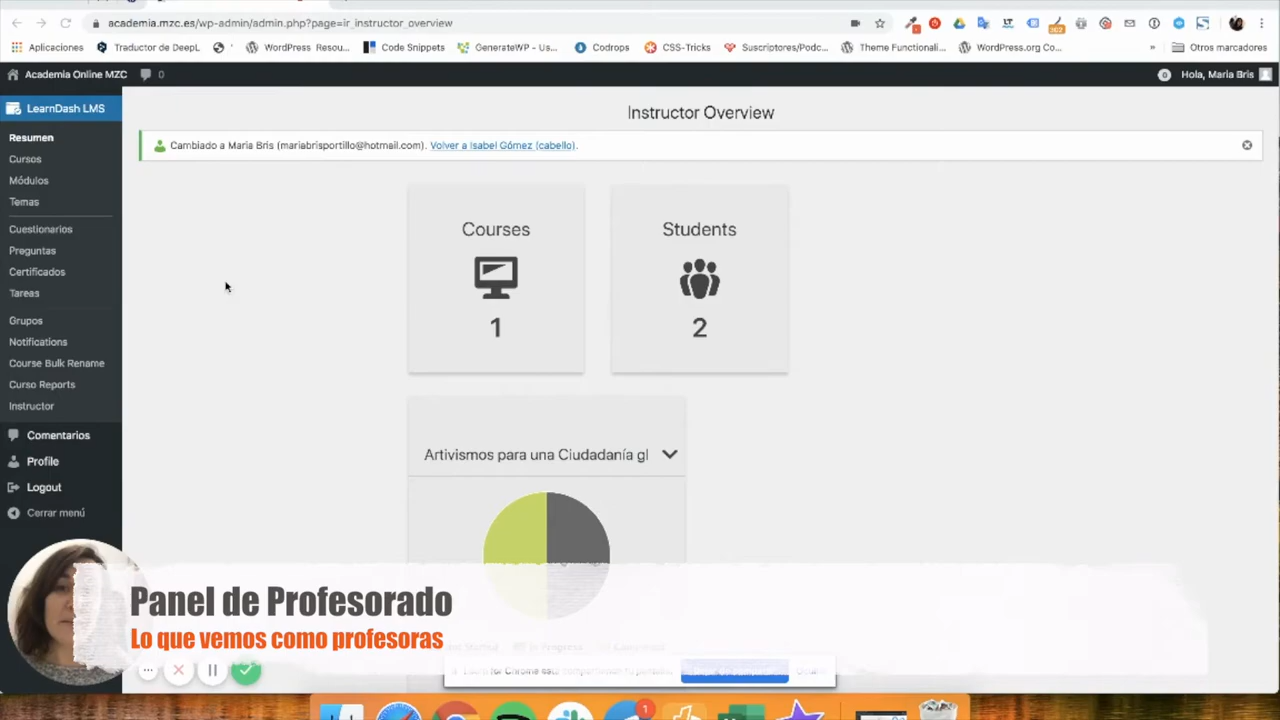 academia.mzc.es/wp-admin/admin.php?page=ir_instructor_overview
Aplicaciones
Traductor de DeepL
WordPress Resou...
Code Snippets
GenerateWP - Us...
Codrops
CSS-Tricks
Suscriptores/Podc...
Theme Functionali...
WordPress.org Co...
»
Otros marcadores
Academia Online MZC
0
0
Hola, Maria Bris
LearnDash LMS
Resumen
Cursos
Módulos
Temas
Cuestionarios
Preguntas
Certificados
Tareas
Grupos
Notifications
Course Bulk Rename
Curso Reports
Instructor
Comentarios
Profile
Logout
Cerrar menú
Instructor Overview
Cambiado a Maria Bris (mariabrisportillo@hotmail.com). Volver a Isabel Gómez (cabello).
Courses
1
Students
2
Artivismos para una Ciudadanía gl
Panel de Profesorado
Lo que vemos como profesoras
1